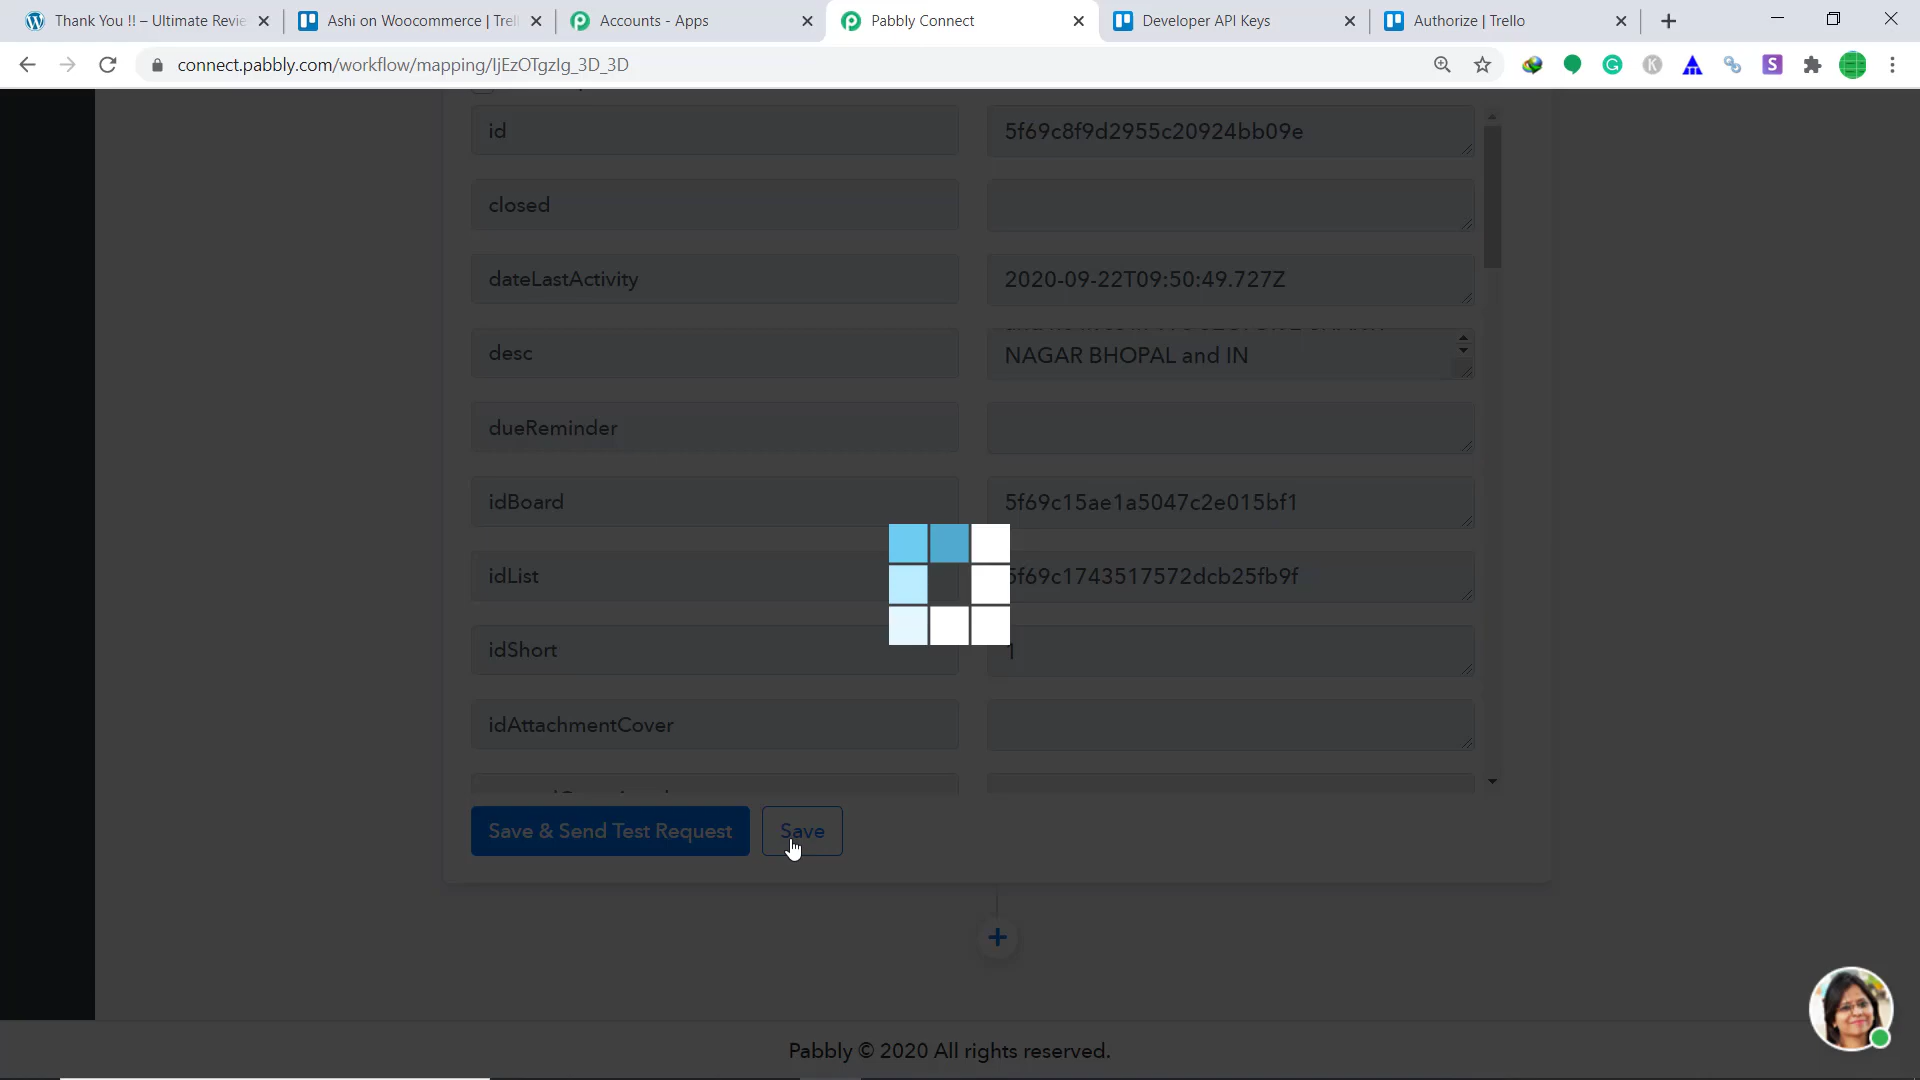 Thank You !! – Ultimate Revie
Ashi on Woocommerce | Trel
Accounts - Apps
Pabbly Connect
Developer API Keys
Authorize | Trello
connect.pabbly.com/workflow/mapping/IjEzOTgzIg_3D_3D
id
5f69c8f9d2955c20924bb09e
closed
dateLastActivity
2020-09-22T09:50:49.727Z
desc
NAGAR BHOPAL and IN
dueReminder
idBoard
5f69c15ae1a5047c2e015bf1
idList
5f69c1743517572dcb25fb9f
idShort
1
idAttachmentCover
Save & Send Test Request
Save
Pabbly © 2020 All rights reserved.